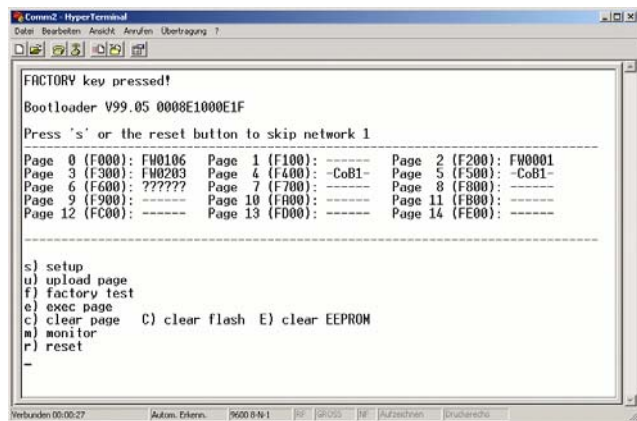 Comm2 - HyperTerminal
Datei Bearbeiten Ansicht Anrufen Übertragung ?
FACTORY key pressed!
Bootloader V99.05 0008E1000E1F
Press 's' or the reset button to skip network 1
------------------------------------------------------------
Page 0 (F000): FW0106 Page 1 (F100): ------ Page 2 (F200): FW0001
Page 3 (F300): FW0203 Page 4 (F400): -CoB1- Page 5 (F500): -CoB1-
Page 6 (F600): ?????? Page 7 (F700): ------ Page 8 (F800): ------
Page 9 (F900): ------ Page 10 (FA00): ------ Page 11 (FB00): ------
Page 12 (FC00): ------ Page 13 (FD00): ------ Page 14 (FE00): ------
------------------------------------------------------------
s) setup
u) upload page
f) factory test
e) exec page
c) clear page C) clear flash E) clear EEPROM
m) monitor
r) reset
_
Verbunden 00:00:27 Autom. Erkenn. 9600 8-N-1 RF GROSS NF Aufzeichnen Druckerecho